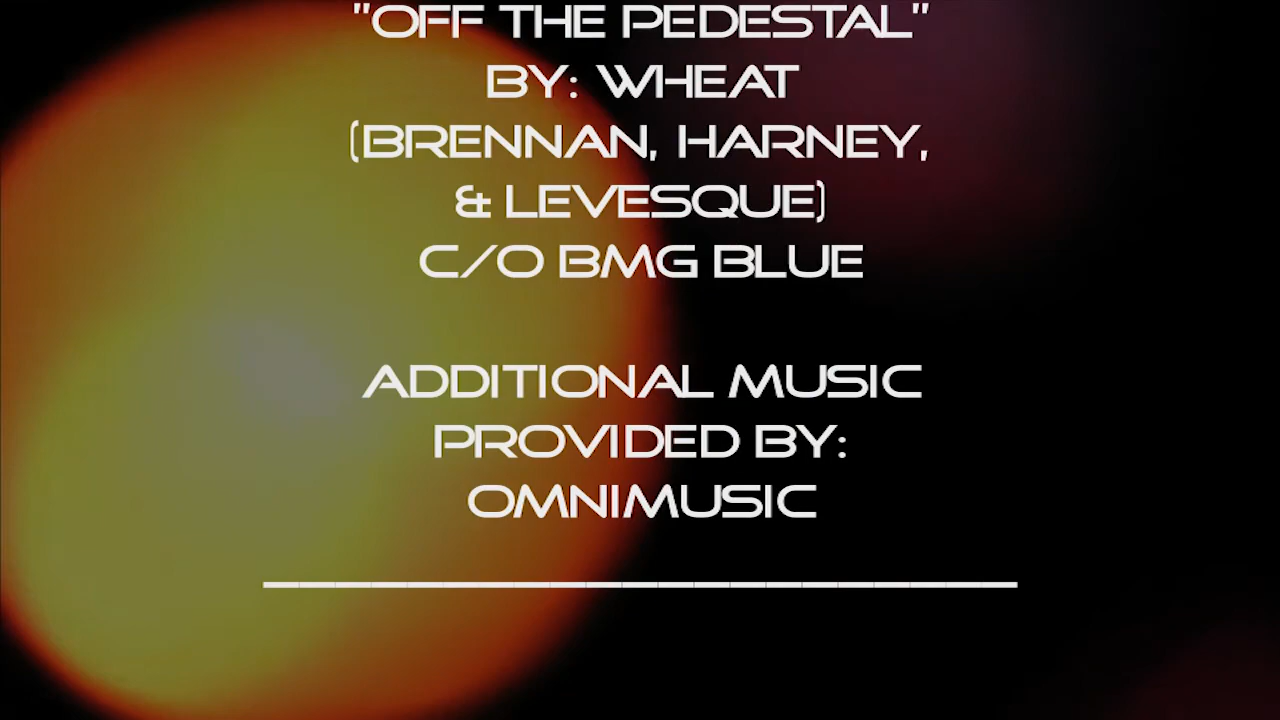 "OFF THE PEDESTAL"
BY: WHEAT
(BRENNAN, HARNEY,
& LEVESQUE)
C/O BMG BLUE
ADDITIONAL MUSIC
PROVIDED BY:
OMNIMUSIC